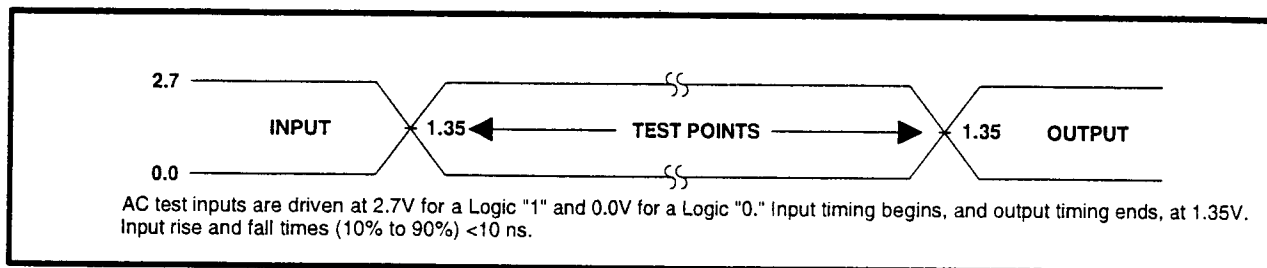 2.7
INPUT 1.35 TEST POINTS 1.35 OUTPUT
0.0
AC test inputs are driven at 2.7V for a Logic "1" and 0.0V for a Logic "0." Input timing begins, and output timing ends, at 1.35V.
Input rise and fall times (10% to 90%) <10 ns.